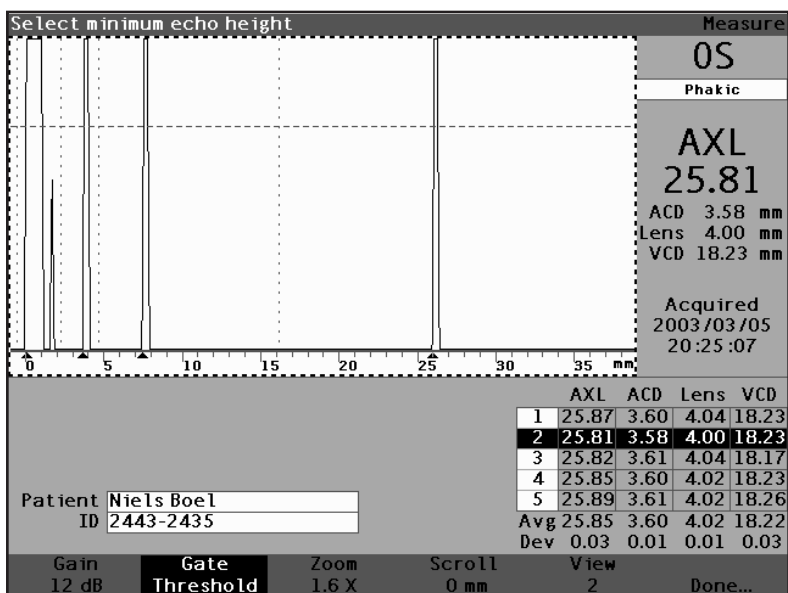 Select minimum echo height
Measure
OS
Phakic
AXL
25.81
ACD 3.58 mm
Lens 4.00 mm
VCD 18.23 mm
Acquired
2003/03/05
20:25:07
0 5 10 15 20 25 30 35 mm
AXL ACD Lens VCD
1 25.87 3.60 4.04 18.23
2 25.81 3.58 4.00 18.23
3 25.82 3.61 4.04 18.17
4 25.85 3.60 4.02 18.23
5 25.89 3.61 4.02 18.26
Avg 25.85 3.60 4.02 18.22
Dev 0.03 0.01 0.01 0.03
Patient Niels Boel
ID 2443-2435
Gain Gate Zoom Scroll View
12 dB Threshold 1.6 X 0 mm 2 Done...